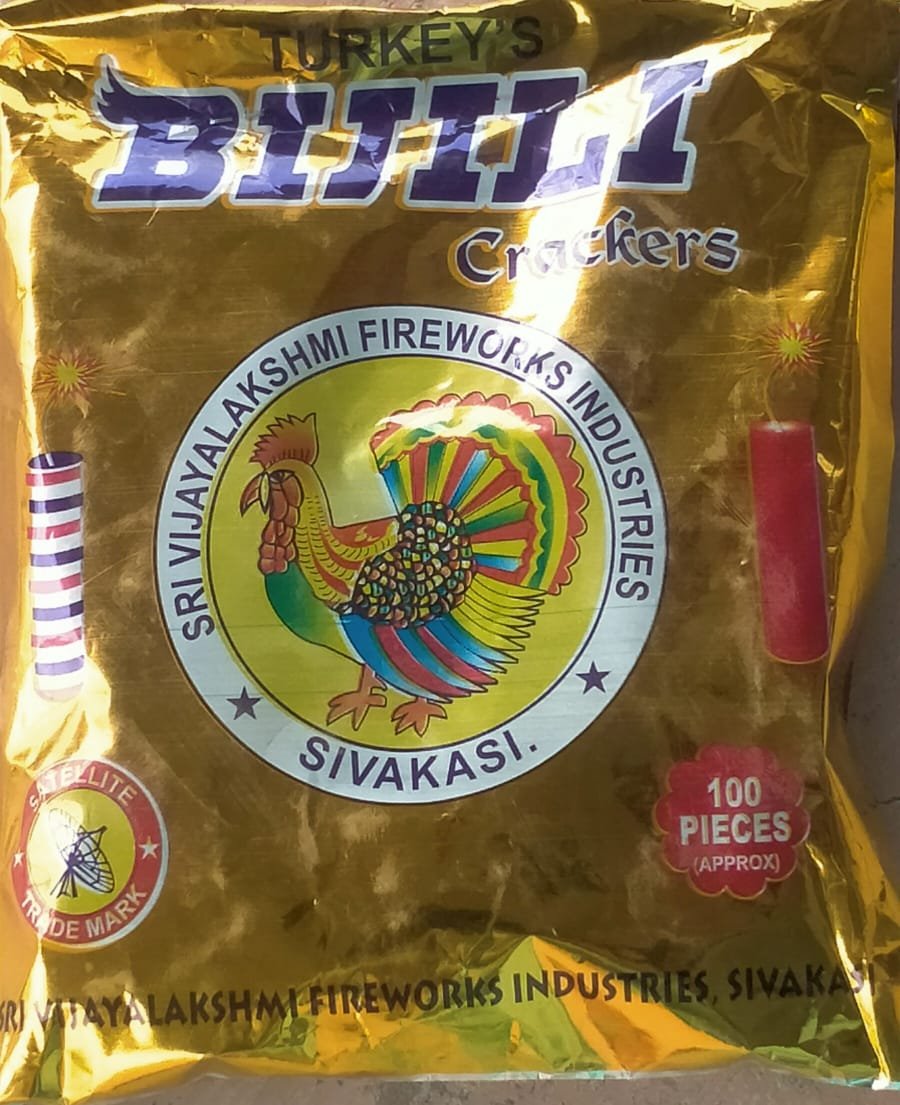 TURKEY'S
BIJILI
Crackers
SRI VIJAYALAKSHMI FIREWORKS INDUSTRIES
SIVAKASI.
SATELLITE
TRADE MARK
100
PIECES
(APPROX)
SRI VIJAYALAKSHMI FIREWORKS INDUSTRIES, SIVAKASI